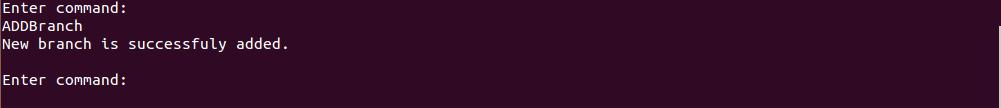 Enter command:
ADDBranch
New branch is successfuly added.
Enter command: